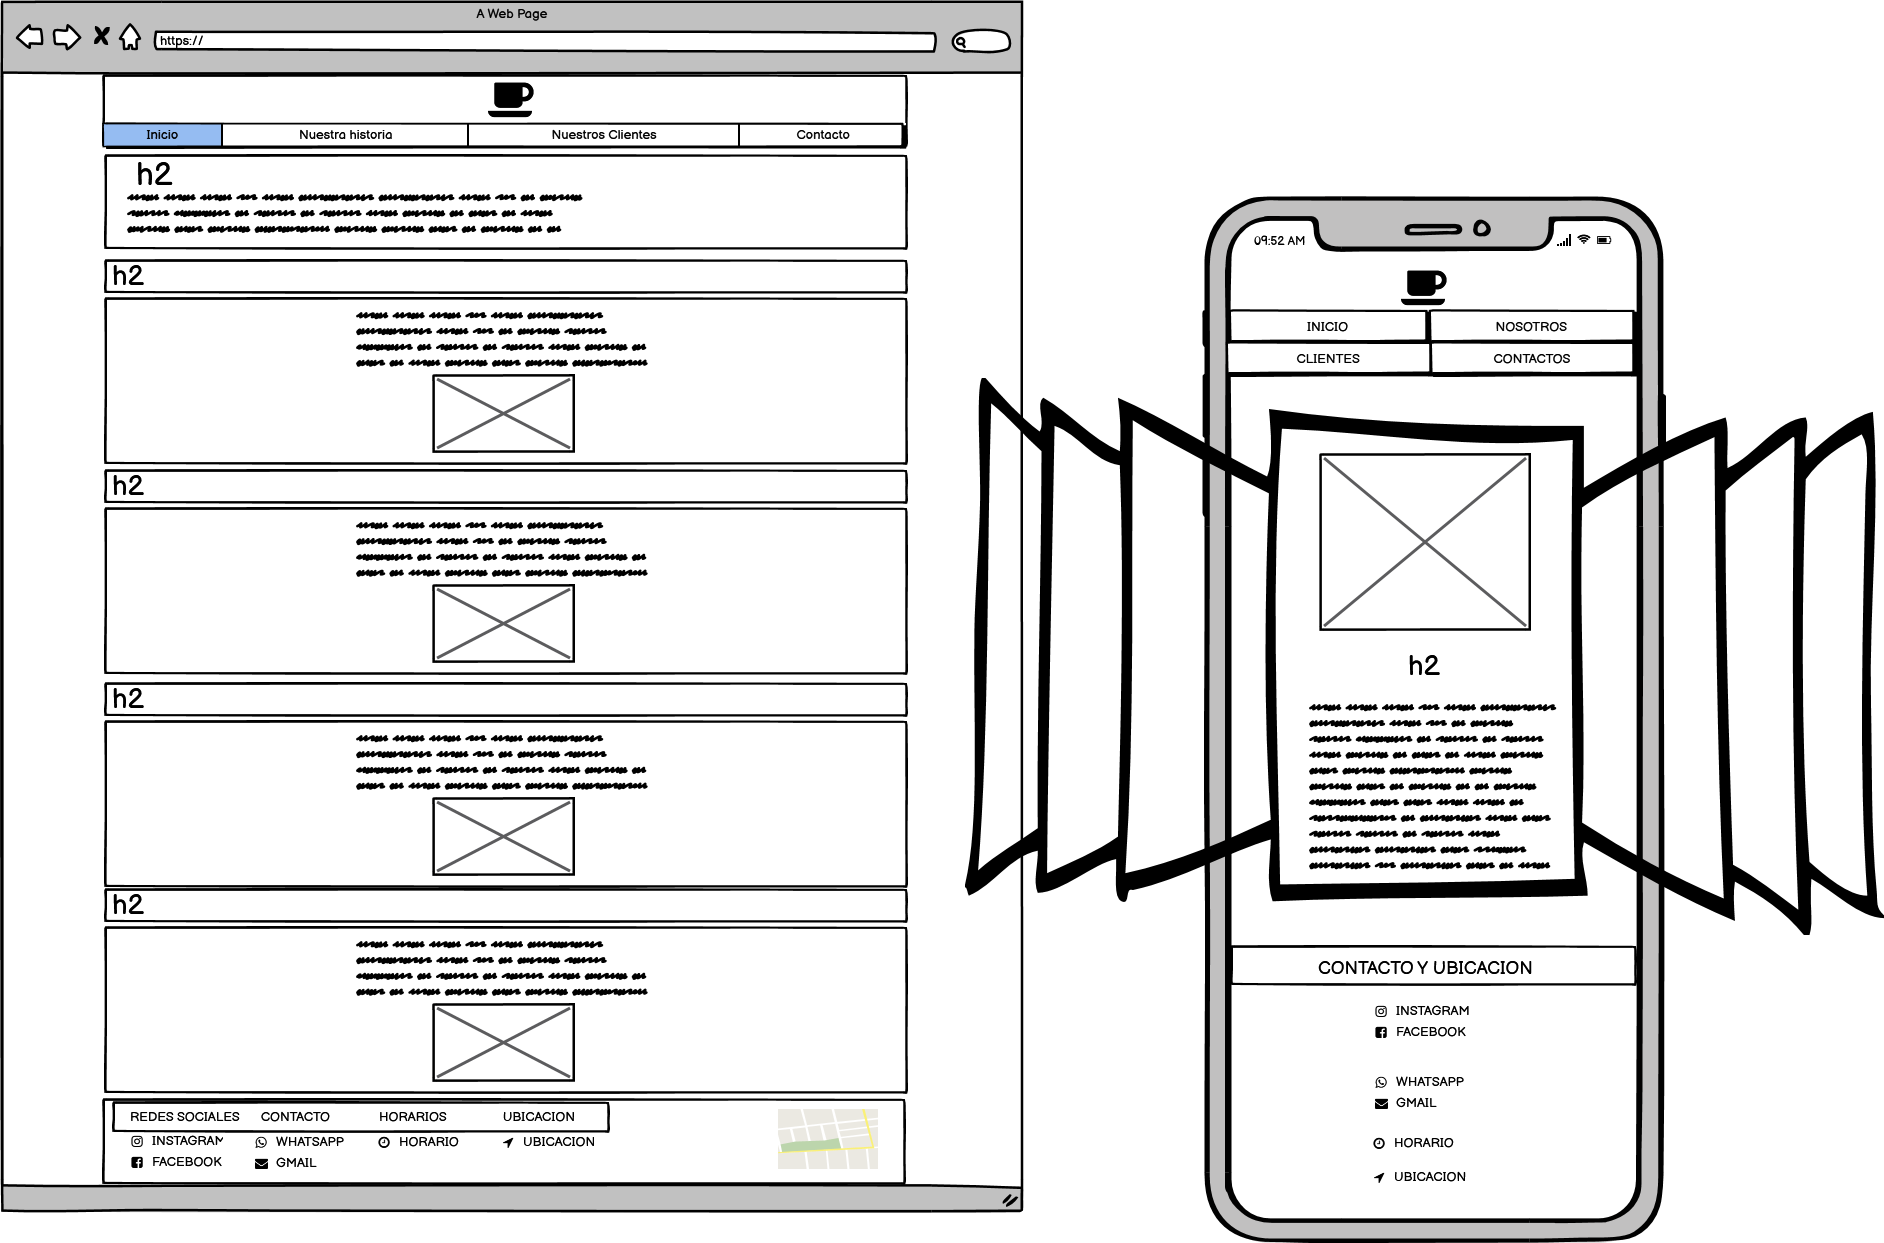 A Web Page
https://
Inicio Nuestra historia Nuestros Clientes Contacto
h2
h2
h2
h2
h2
REDES SOCIALES CONTACTO HORARIOS UBICACION
INSTAGRAM WHATSAPP HORARIO UBICACION
FACEBOOK GMAIL
09:52 AM
INICIO NOSOTROS
CLIENTES CONTACTOS
h2
CONTACTO Y UBICACION
INSTAGRAM
FACEBOOK
WHATSAPP
GMAIL
HORARIO
UBICACION